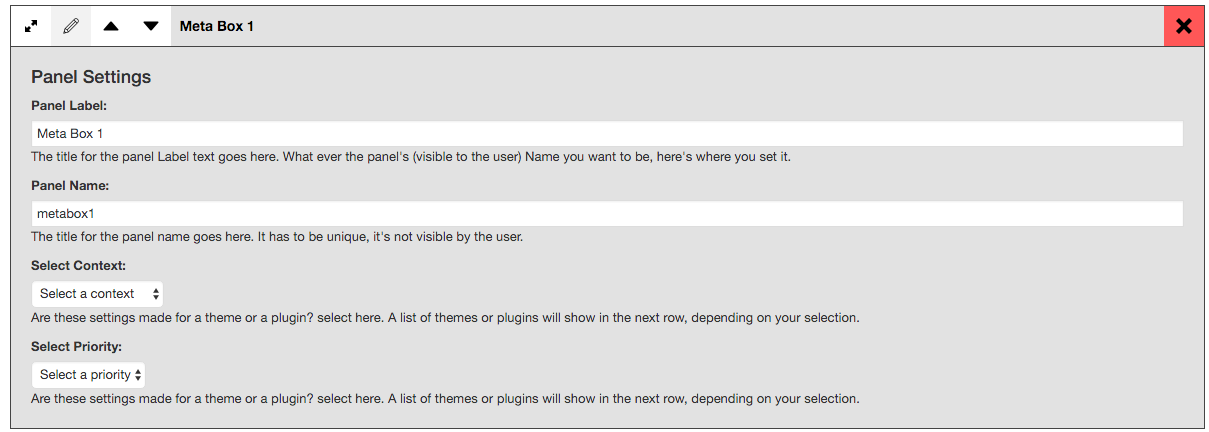 Meta Box 1
Panel Settings
Panel Label:
Meta Box 1
The title for the panel Label text goes here. What ever the panel's (visible to the user) Name you want to be, here's where you set it.
Panel Name:
metabox1
The title for the panel name goes here. It has to be unique, it's not visible by the user.
Select Context:
Select a context
Are these settings made for a theme or a plugin? select here. A list of themes or plugins will show in the next row, depending on your selection.
Select Priority:
Select a priority
Are these settings made for a theme or a plugin? select here. A list of themes or plugins will show in the next row, depending on your selection.